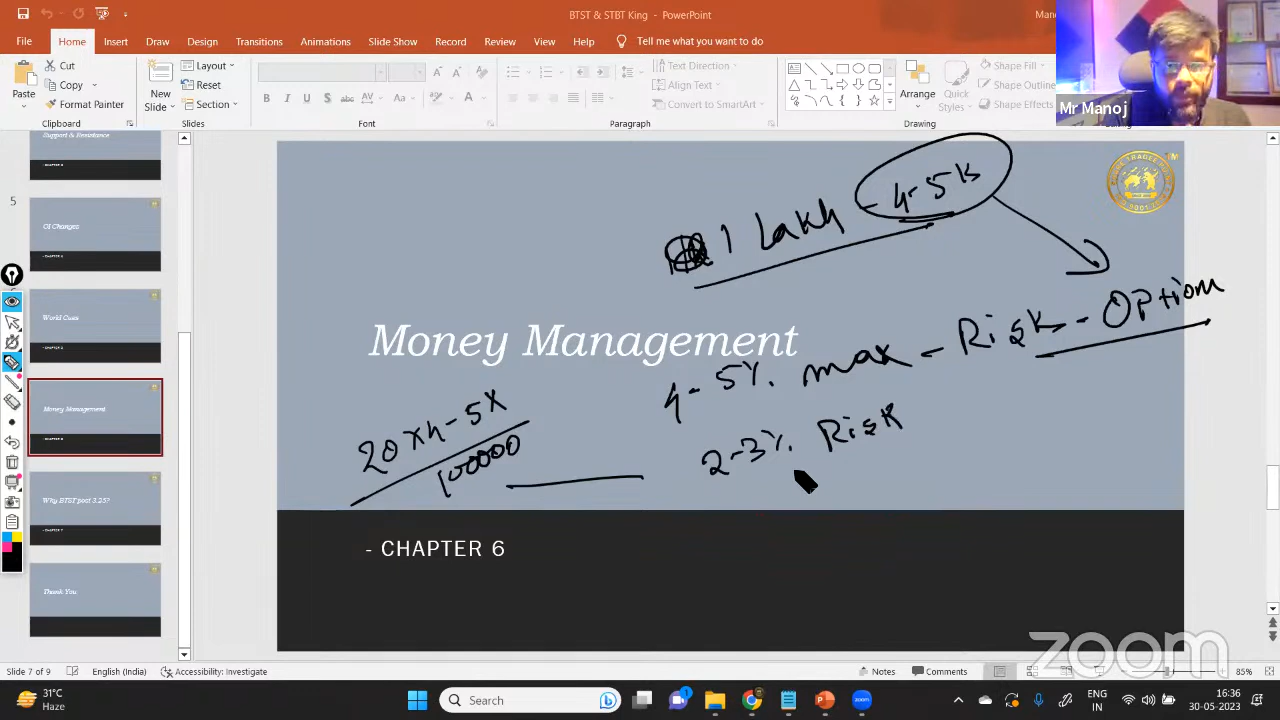 BTST & STBT King - PowerPoint
File Home Insert Draw Design Transitions Animations Slide Show Record Review View Help Tell me what you want to do
Paste
Cut
Copy
Format Painter
Clipboard
New Slide
Layout
Reset
Section
Slides
Font
Text Direction
Align Text
Convert to SmartArt
Paragraph
Arrange
Quick Styles
Shape Fill
Shape Outline
Shape Effects
Drawing
Mr Manoj
5
Support & Resistance
OI Changes
World Cues
Money Management
Why BTST post 3.25?
Thank You
1 Lakh - 4-5K
Risk - Option
4-5% max -
2-3% Risk
Money Management
20 x 4-5 x
100000
- CHAPTER 6
zoom
Slide 7 of 9 English (India) Accessibility: Investigate
Notes Comments 85%
31°C
Haze
Search
ENG
IN
16:36
30-05-2023